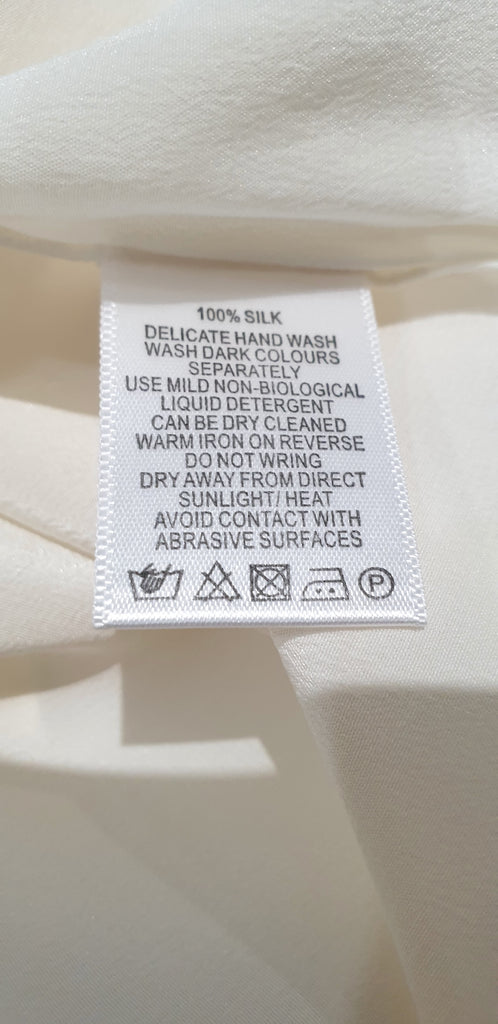 100% SILK
DELICATE HAND WASH
WASH DARK COLOURS
SEPARATELY
USE MILD NON-BIOLOGICAL
LIQUID DETERGENT
CAN BE DRY CLEANED
WARM IRON ON REVERSE
DO NOT WRING
DRY AWAY FROM DIRECT
SUNLIGHT/ HEAT
AVOID CONTACT WITH
ABRASIVE SURFACES
P